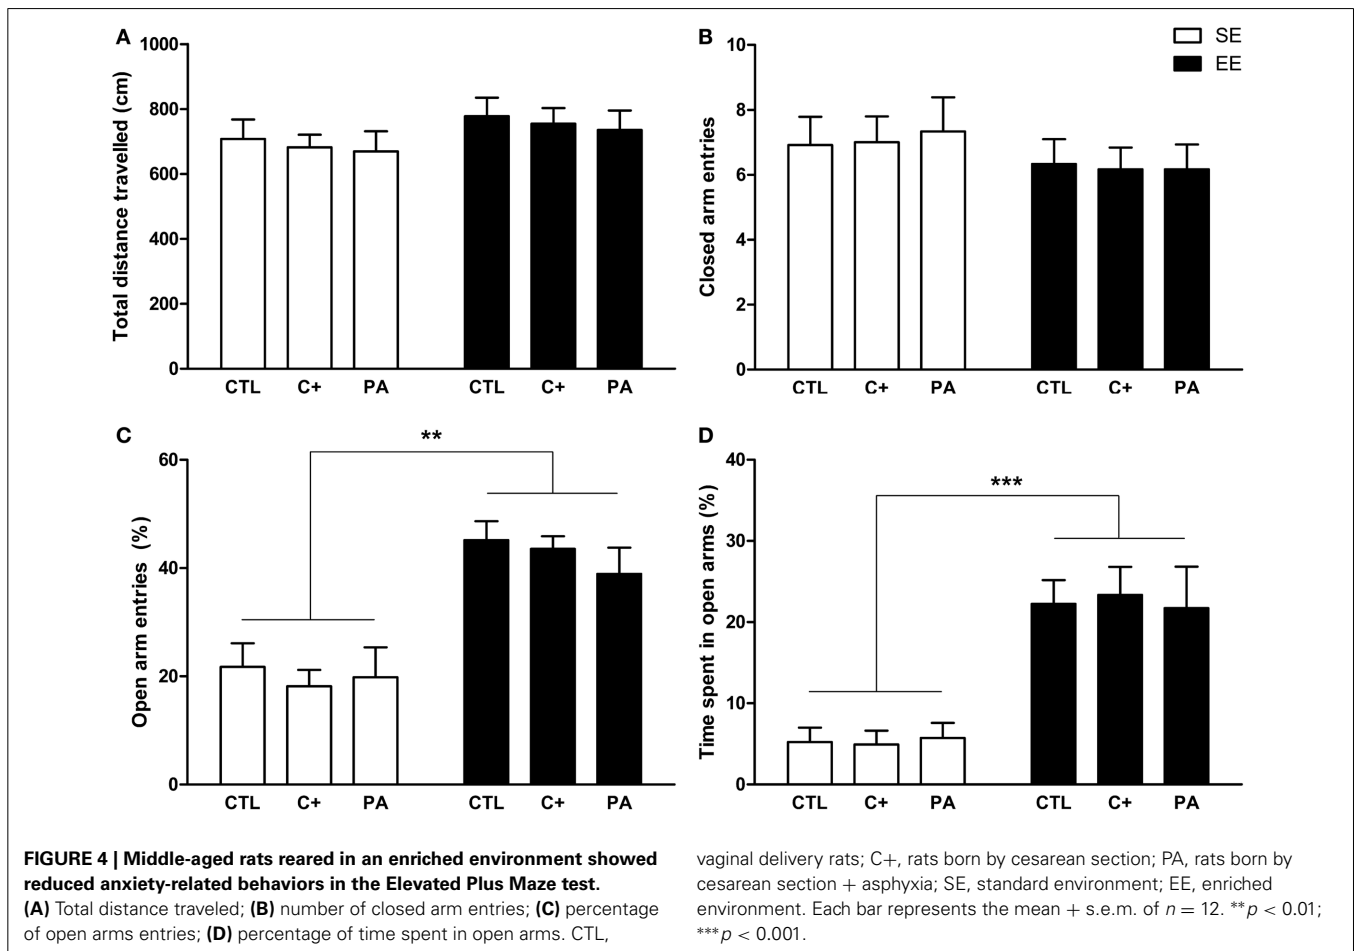 A
Total distance travelled (cm)
1000
800
600
400
200
0
CTL C+ PA CTL C+ PA
B
Closed arm entries
10
8
6
4
2
0
CTL C+ PA CTL C+ PA
SE
EE
C
Open arm entries (%)
60
40
20
0
**
CTL C+ PA CTL C+ PA
D
Time spent in open arms (%)
40
30
20
10
0
***
CTL C+ PA CTL C+ PA
FIGURE 4 | Middle-aged rats reared in an enriched environment showed
reduced anxiety-related behaviors in the Elevated Plus Maze test.
(A) Total distance traveled; (B) number of closed arm entries; (C) percentage
of open arms entries; (D) percentage of time spent in open arms. CTL,
vaginal delivery rats; C+, rats born by cesarean section; PA, rats born by
cesarean section + asphyxia; SE, standard environment; EE, enriched
environment. Each bar represents the mean + s.e.m. of n = 12. **p < 0.01;
***p < 0.001.